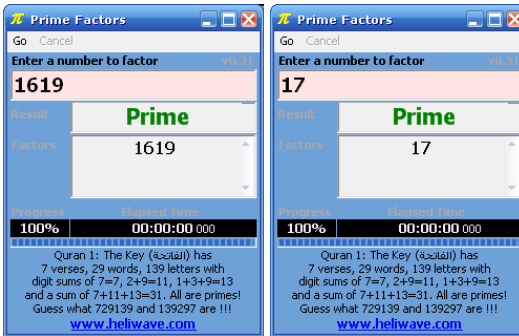 π Prime Factors
Go Cancel
Enter a number to factor v0.31
1619
Result Prime
Factors 1619
Progress Elapsed Time
100% 00:00:00 000
Quran 1: The Key (الفاتحة) has
7 verses, 29 words, 139 letters with
digit sums of 7=7, 2+9=11, 1+3+9=13
and a sum of 7+11+13=31. All are primes!
Guess what 729139 and 139297 are !!!
www.heliwave.com
π Prime Factors
Go Cancel
Enter a number to factor v0.31
17
Result Prime
Factors 17
Progress Elapsed Time
100% 00:00:00 000
Quran 1: The Key (الفاتحة) has
7 verses, 29 words, 139 letters with
digit sums of 7=7, 2+9=11, 1+3+9=13
and a sum of 7+11+13=31. All are primes!
Guess what 729139 and 139297 are !!!
www.heliwave.com